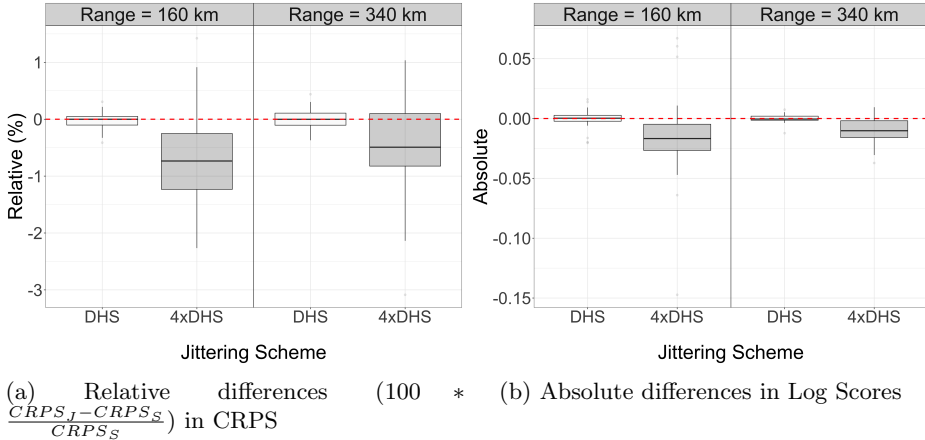 Range = 160 km
Range = 340 km
Relative (%)
1
0
-1
-2
-3
DHS
4xDHS
DHS
4xDHS
Jittering Scheme
Range = 160 km
Range = 340 km
Absolute
0.05
0.00
-0.05
-0.10
-0.15
DHS
4xDHS
DHS
4xDHS
Jittering Scheme
(a) Relative differences (100 *
\frac{CRPS_J-CRPS_S}{CRPS_S}) in CRPS
(b) Absolute differences in Log Scores